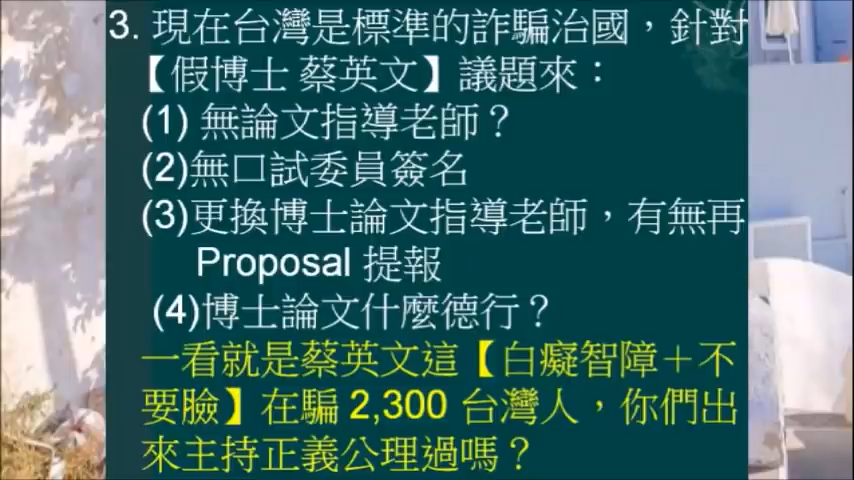 3. 現在台灣是標準的詐騙治國，針對
【假博士 蔡英文】議題來：
(1) 無論文指導老師？
(2)無口試委員簽名
(3)更換博士論文指導老師，有無再
Proposal 提報
(4)博士論文什麼德行？
一看就是蔡英文這【白癡智障＋不
要臉】在騙 2,300 台灣人，你們出
來主持正義公理過嗎？